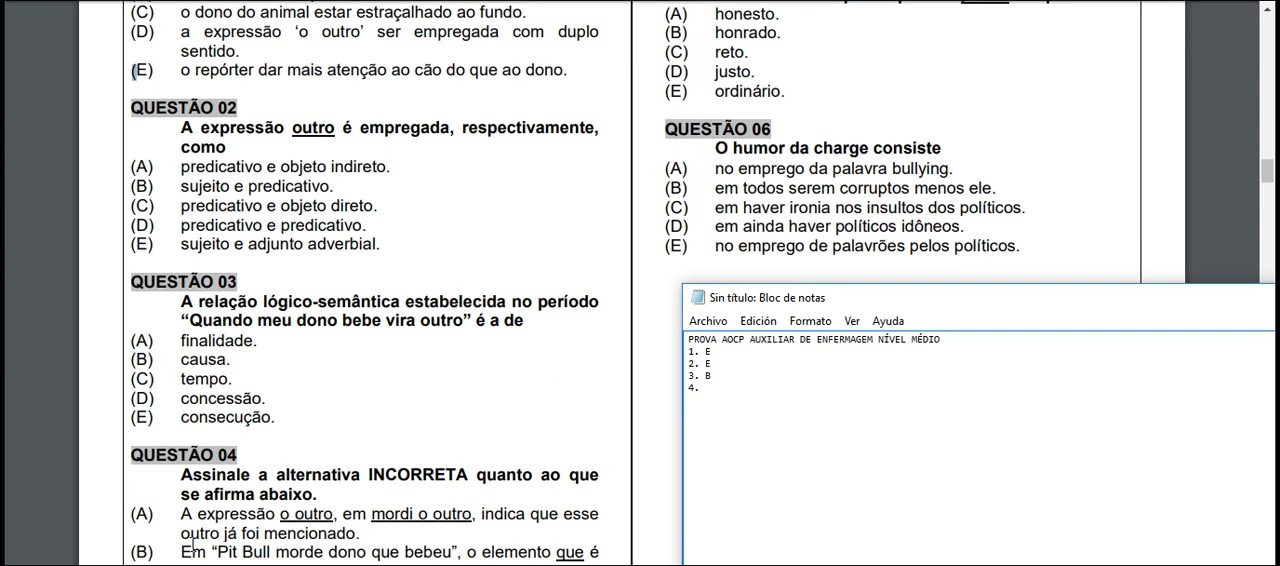 (C) o dono do animal estar estraçalhado ao fundo.
(D) a expressão ‘o outro’ ser empregada com duplo
sentido.
(E) o repórter dar mais atenção ao cão do que ao dono.
QUESTÃO 02
A expressão outro é empregada, respectivamente,
como
(A) predicativo e objeto indireto.
(B) sujeito e predicativo.
(C) predicativo e objeto direto.
(D) predicativo e predicativo.
(E) sujeito e adjunto adverbial.
QUESTÃO 03
A relação lógico-semântica estabelecida no período
“Quando meu dono bebe vira outro” é a de
(A) finalidade.
(B) causa.
(C) tempo.
(D) concessão.
(E) consecução.
QUESTÃO 04
Assinale a alternativa INCORRETA quanto ao que
se afirma abaixo.
(A) A expressão o outro, em mordi o outro, indica que esse
outro já foi mencionado.
(B) Em “Pit Bull morde dono que bebeu”, o elemento que é
(A) honesto.
(B) honrado.
(C) reto.
(D) justo.
(E) ordinário.
QUESTÃO 06
O humor da charge consiste
(A) no emprego da palavra bullying.
(B) em todos serem corruptos menos ele.
(C) em haver ironia nos insultos dos políticos.
(D) em ainda haver políticos idôneos.
(E) no emprego de palavrões pelos políticos.
Sin título: Bloc de notas
Archivo Edición Formato Ver Ayuda
PROVA AOCP AUXILIAR DE ENFERMAGEM NÍVEL MÉDIO
1. E
2. E
3. B
4.